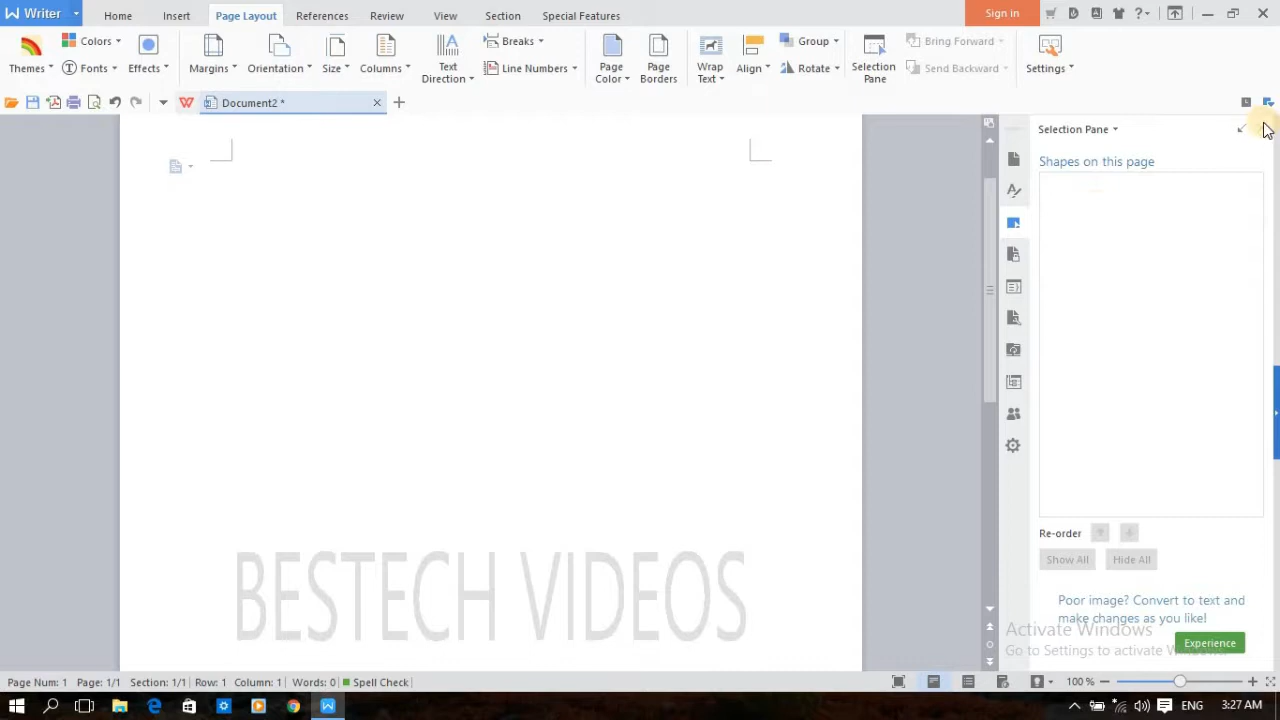 Writer
Home Insert Page Layout References Review View Section Special Features Sign in
Themes Colors Fonts Effects Margins Orientation Size Columns Text Direction Breaks Line Numbers Page Color Page Borders Wrap Text Align Group Rotate Selection Pane Bring Forward Send Backward Settings
Document2 *
Selection Pane
Shapes on this page
BESTECH VIDEOS
Re-order
Show All Hide All
Poor image? Convert to text and
make changes as you like!
Experience
Activate Windows
Go to Settings to activate Windows.
Page Num: 1 Page: 1/1 Section: 1/1 Row: 1 Column: 1 Words: 0 Spell Check 100 %
ENG 3:27 AM